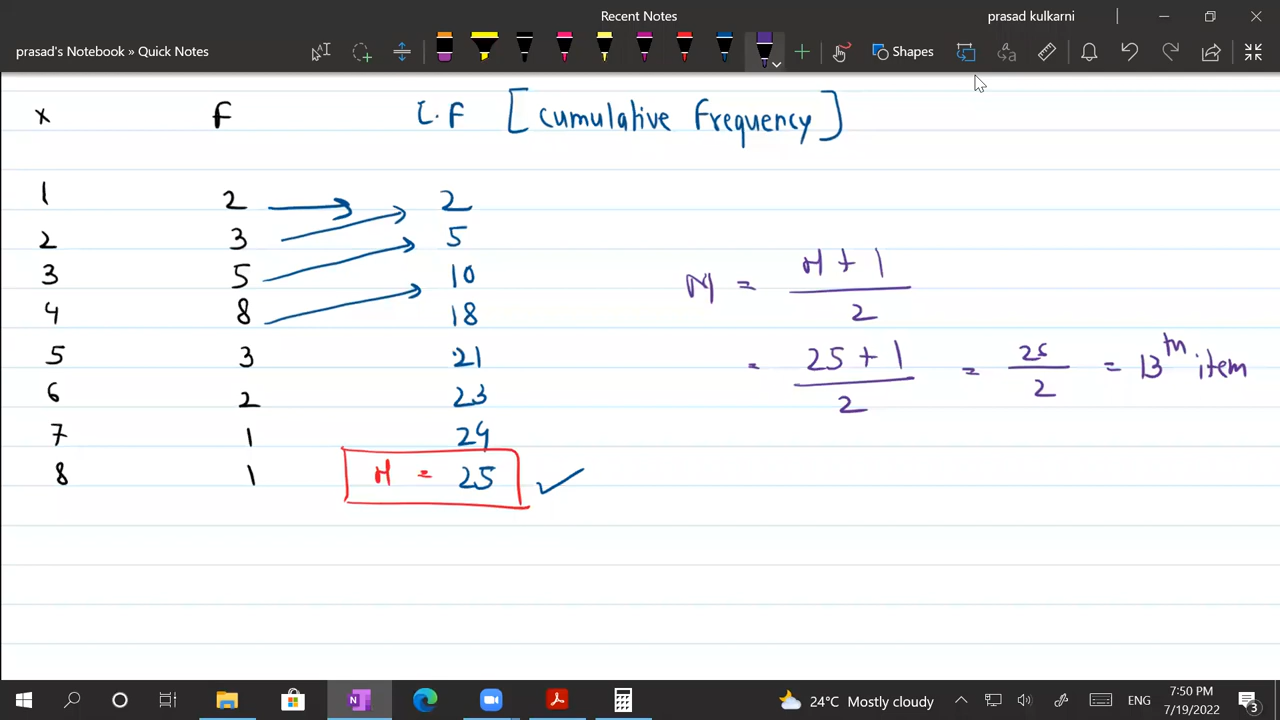 Recent Notes
prasad kulkarni
prasad's Notebook » Quick Notes
Shapes
x F C.F [Cumulative Frequency]
1 2 2
2 3 5
3 5 10
4 8 18
5 3 21
6 2 23
7 1 24
8 1 N = 25
M = N + 1
2
= 25 + 1 = 26 = 13th item
2 2
24°C Mostly cloudy
ENG
7:50 PM
7/19/2022
3